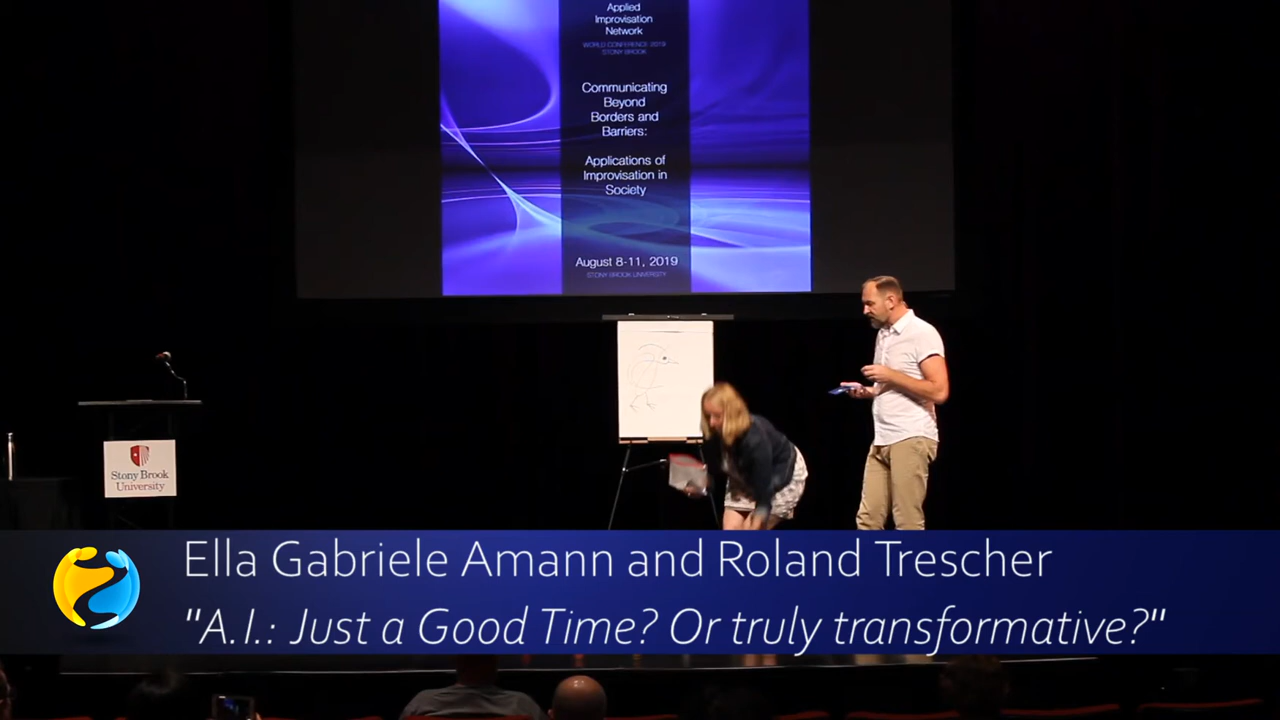 Applied
Improvisation
Network
WORLD CONFERENCE 2019
STONY BROOK
Communicating
Beyond
Borders and
Barriers:
Applications of
Improvisation in
Society
August 8-11, 2019
STONY BROOK UNIVERSITY
Stony Brook
University
Ella Gabriele Amann and Roland Trescher
"A.I.: Just a Good Time? Or truly transformative?"